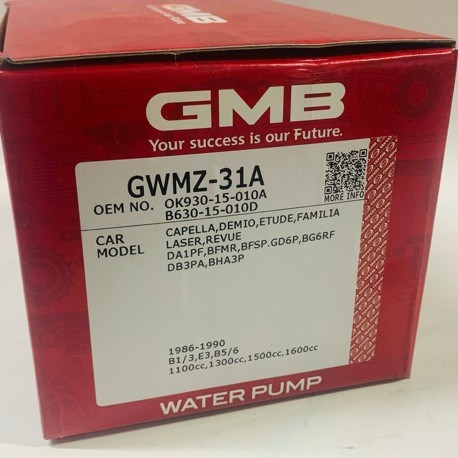 GMB
GMB
Your success is our Future.
GWMZ-31A
MORE INFO
OEM NO. OK930-15-010A
B630-15-010D
CAR MODEL
CAPELLA,DEMIO,ETUDE,FAMILIA
LASER,REVUE
DA1PF,BFMR,BFSP.GD6P,BG6RF
DB3PA,BHA3P
1986-1990
B1/3,E3,B5/6
1100cc,1300cc,1500cc,1600cc
WATER PUMP